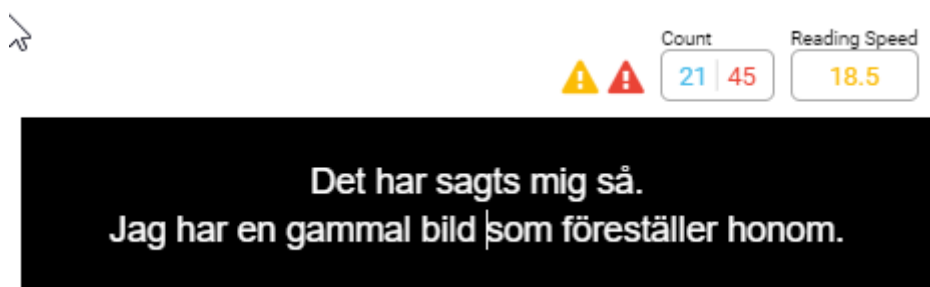 Count
Reading Speed
21 45
18.5
Det har sagts mig så.
Jag har en gammal bild som föreställer honom.